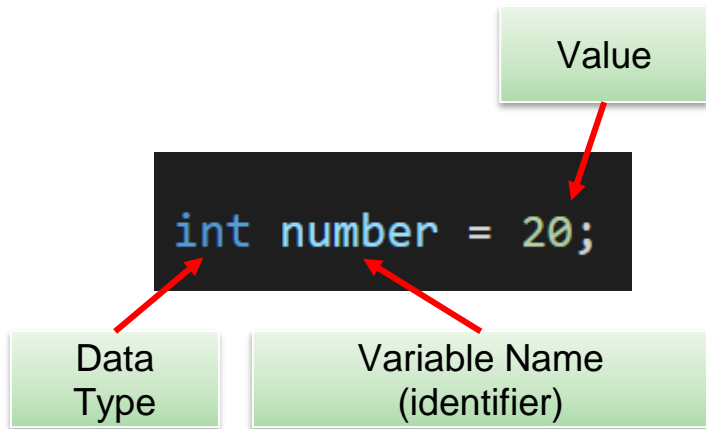 Value
int number = 20;
Data
Type
Variable Name
(identifier)